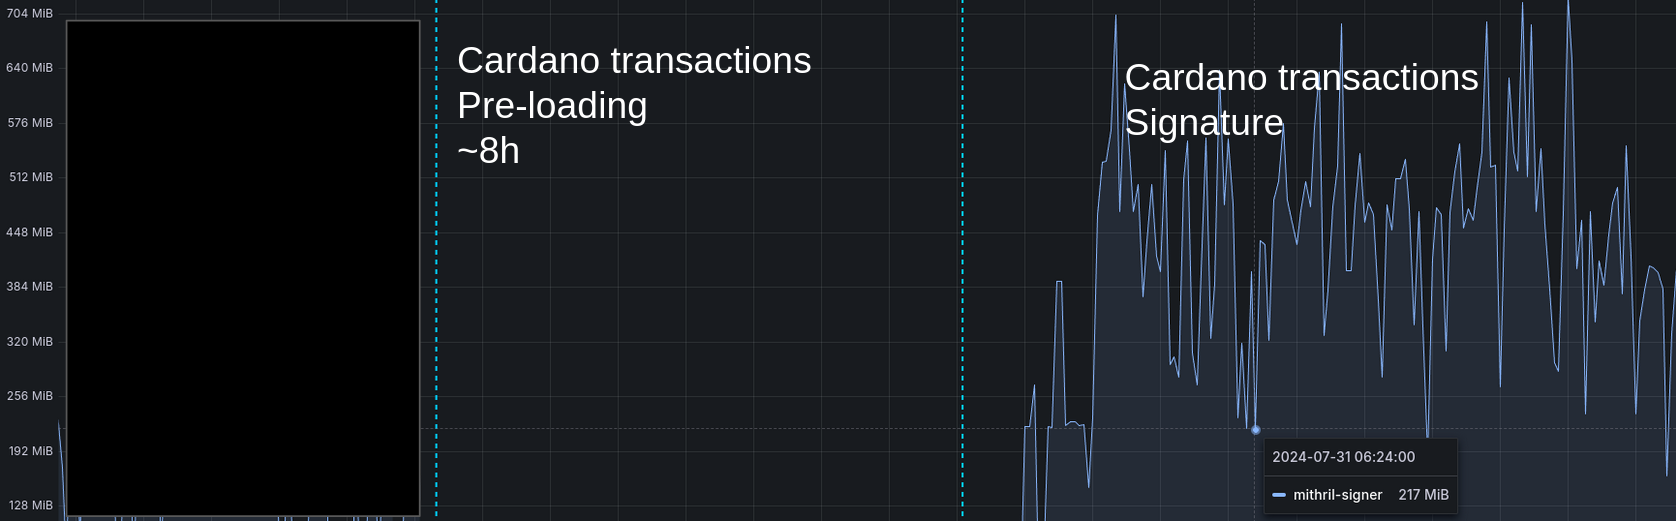 704 MiB
640 MiB
576 MiB
512 MiB
448 MiB
384 MiB
320 MiB
256 MiB
192 MiB
128 MiB
Cardano transactions
Pre-loading
~8h
Cardano transactions
Signature
2024-07-31 06:24:00
mithril-signer 217 MiB